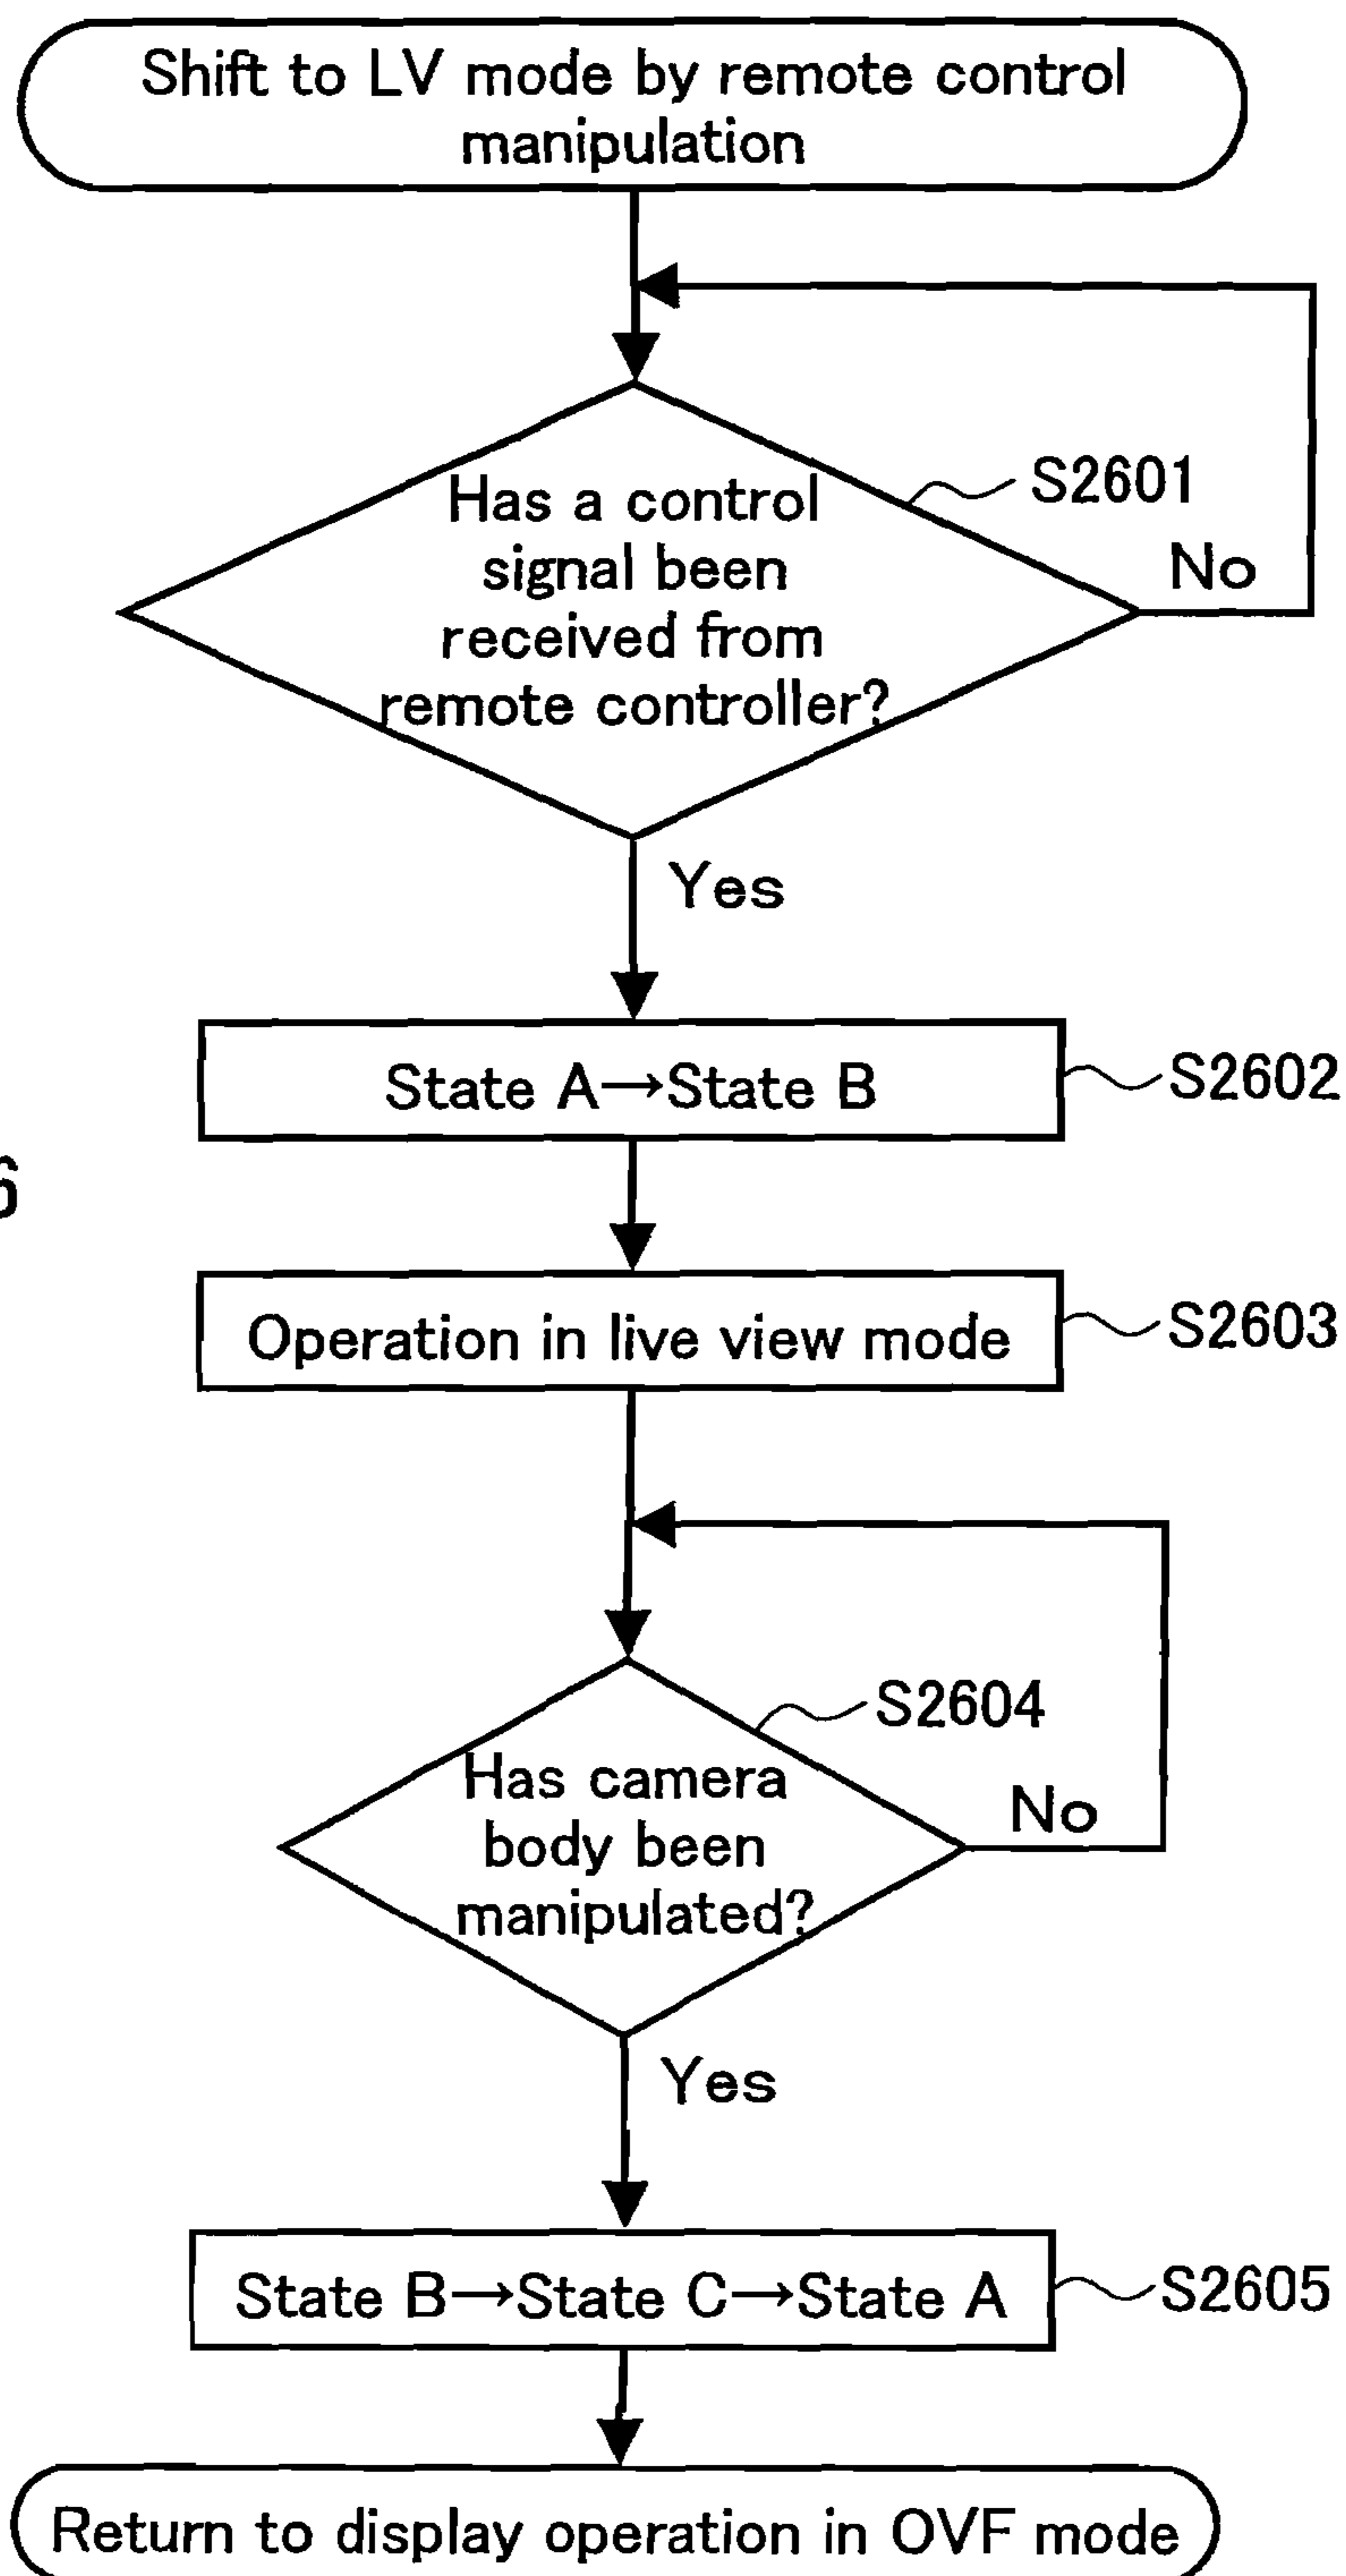 Shift to LV mode by remote control
manipulation
Has a control
signal been
received from
remote controller?
S2601
No
Yes
State A→State B
S2602
6
Operation in live view mode
S2603
Has camera
body been
manipulated?
S2604
No
Yes
State B→State C→State A
S2605
Return to display operation in OVF mode